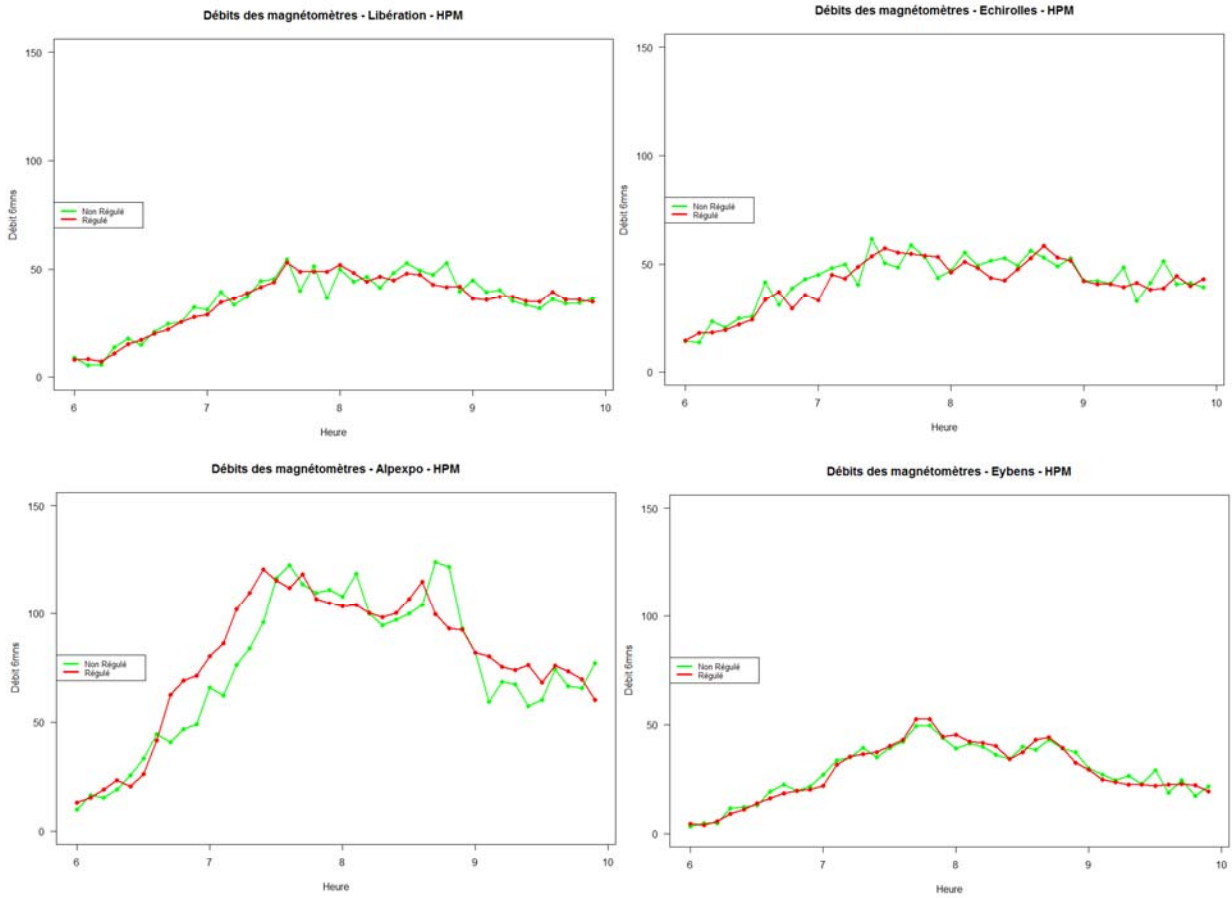 Débits des magnétomètres - Libération - HPM
150
100
50
0
Débit 6mns
Non Régulé
Régulé
6
7
8
9
10
Heure
Débits des magnétomètres - Echirolles - HPM
150
100
50
0
Débit 6mns
Non Régulé
Régulé
6
7
8
9
10
Heure
Débits des magnétomètres - Alpexpo - HPM
150
100
50
0
Débit 6mns
Non Régulé
Régulé
6
7
8
9
10
Heure
Débits des magnétomètres - Eybens - HPM
150
100
50
0
Débit 6mns
Non Régulé
Régulé
6
7
8
9
10
Heure